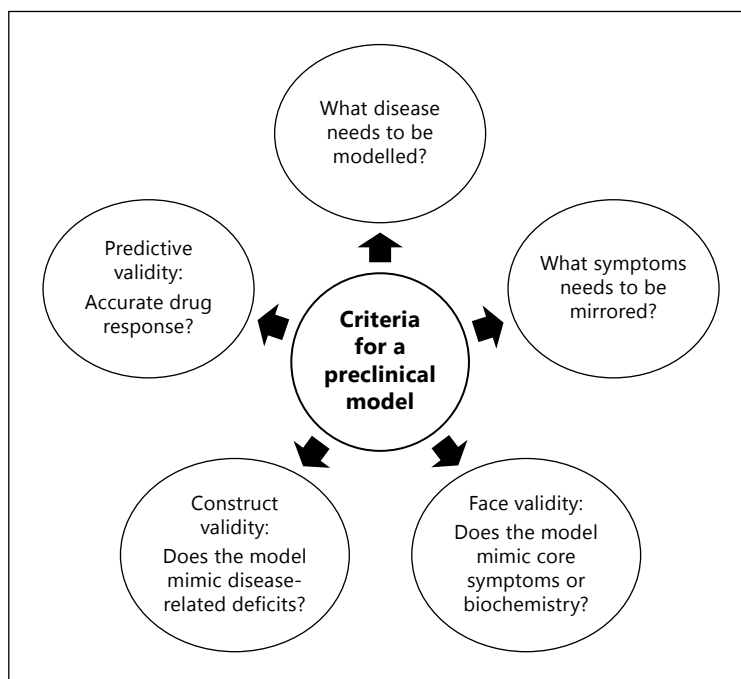 What disease
needs to be
modelled?
Predictive
validity:
Accurate drug
response?
What symptoms
needs to be
mirrored?
Criteria
for a
preclinical
model
Construct
validity:
Does the model
mimic disease-
related deficits?
Face validity:
Does the model
mimic core
symptoms or
biochemistry?